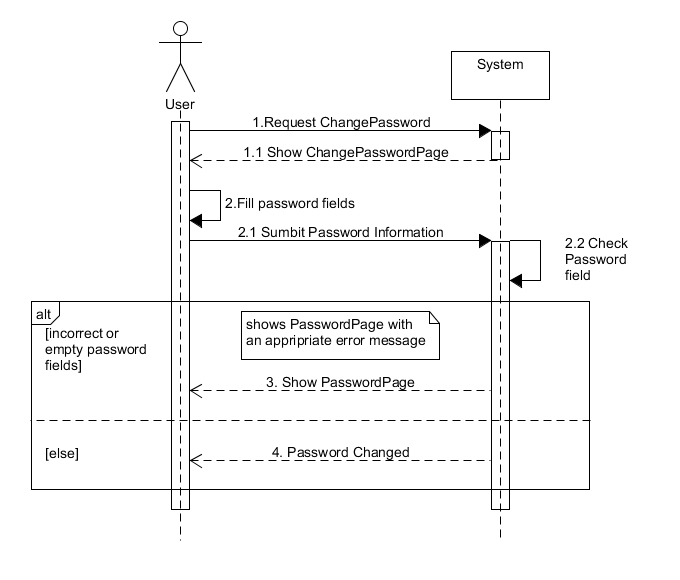 User
System
1.Request ChangePassword
1.1 Show ChangePasswordPage
2.Fill password fields
2.1 Sumbit Password Information
2.2 Check
Password
field
alt
[incorrect or
empty password
fields]
shows PasswordPage with
an appripriate error message
3. Show PasswordPage
[else]
4. Password Changed